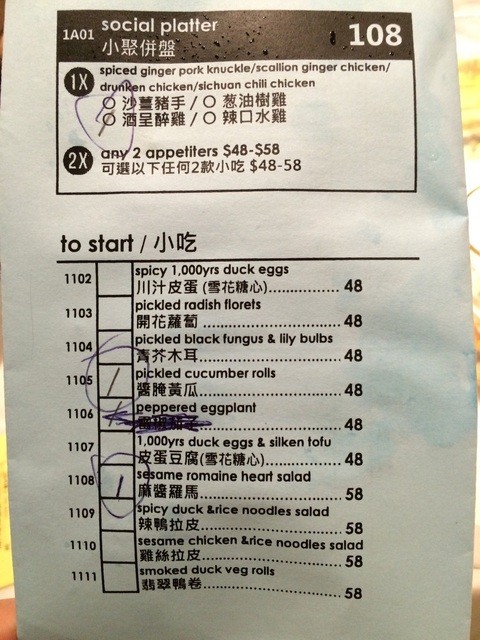 1A01 social platter 108
小聚併盤
1X spiced ginger pork knuckle/scallion ginger chicken/
drunken chicken/sichuan chili chicken
○ 沙薑豬手 / ○ 葱油樹雞
○ 酒呈醉雞 / ○ 辣口水雞
2X any 2 appetiters $48-$58
可選以下任何2款小吃 $48-58
to start / 小吃
1102 spicy 1,000yrs duck eggs
川汁皮蛋 (雪花糖心)..................... 48
1103 pickled radish florets
開花蘿蔔 ..................... 48
1104 pickled black fungus & lily bulbs
青芥木耳 ..................... 48
1105 / pickled cucumber rolls
醬腌黃瓜 ..................... 48
1106 peppered eggplant
..................... 48
1107 1,000yrs duck eggs & silken tofu
皮蛋豆腐(雪花糖心)..................... 48
1108 1 sesame romaine heart salad
麻醬羅馬 ..................... 58
1109 spicy duck &rice noodles salad
辣鴨拉皮 ..................... 58
1110 sesame chicken &rice noodles salad
雞絲拉皮 ..................... 58
1111 smoked duck veg rolls
翡翠鴨卷 ..................... 58